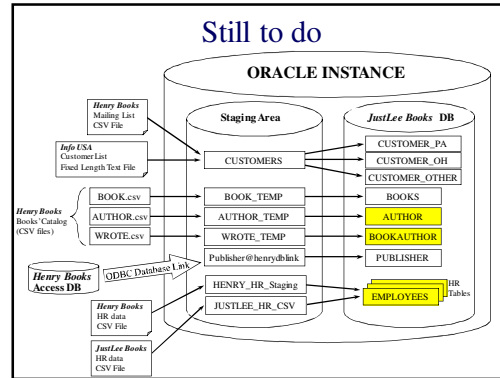 Still to do
ORACLE INSTANCE
Henry Books
Mailing List
CSV File
Info USA
CustomerList
Fixed Length Text File
Staging Area
JustLee Books DB
CUSTOMERS
CUSTOMER_PA
CUSTOMER_OH
CUSTOMER_OTHER
Henry Books
Books' Catalog
(CSV files)
BOOK.csv
BOOK_TEMP
BOOKS
AUTHOR.csv
AUTHOR_TEMP
AUTHOR
WROTE.csv
WROTE_TEMP
BOOKAUTHOR
Henry Books
Access DB
ODBC Database Link
Publisher@henrydblink
PUBLISHER
Henry Books
HR data
CSV File
HENRY_HR_Staging
JUSTLEE_HR_CSV
EMPLOYEES
HR
Tables
JustLee Books
HR data
CSV File